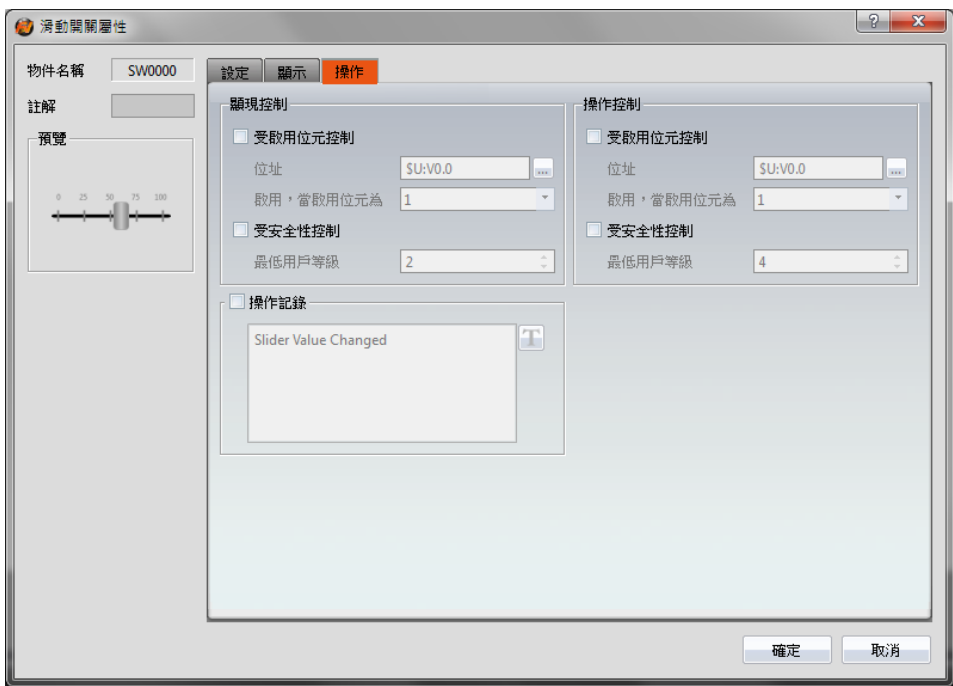 滑動開關屬性
物件名稱 SW0000
註解
預覽
0 25 50 75 100
設定 顯示 操作
顯現控制
受啟用位元控制
位址 $U:V0.0 ...
啟用，當啟用位元為 1
受安全性控制
最低用戶等級 2
操作控制
受啟用位元控制
位址 $U:V0.0 ...
啟用，當啟用位元為 1
受安全性控制
最低用戶等級 4
操作記錄
Slider Value Changed
T
確定 取消